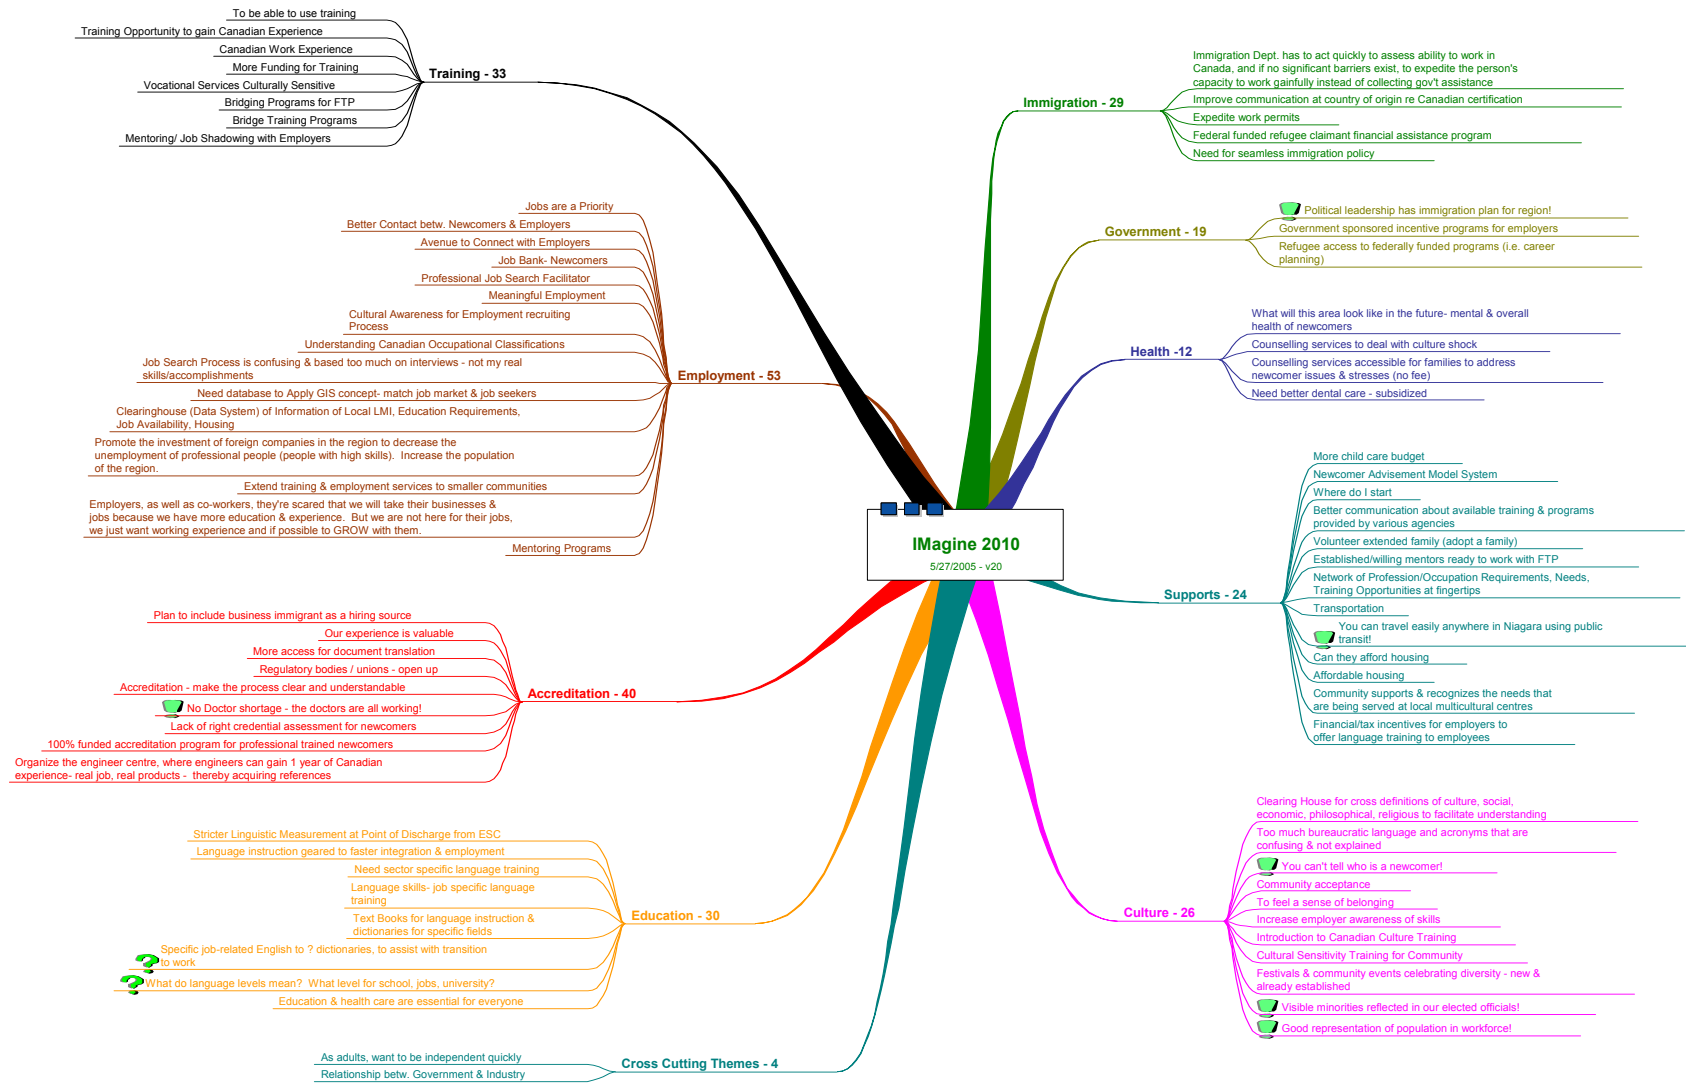 To be able to use training
Training Opportunity to gain Canadian Experience
Canadian Work Experience
More Funding for Training
Vocational Services Culturally Sensitive
Bridging Programs for FTP
Bridge Training Programs
Mentoring/ Job Shadowing with Employers
Training - 33
Jobs are a Priority
Better Contact betw. Newcomers & Employers
Avenue to Connect with Employers
Job Bank- Newcomers
Professional Job Search Facilitator
Meaningful Employment
Cultural Awareness for Employment recruiting
Process
Understanding Canadian Occupational Classifications
Job Search Process is confusing & based too much on interviews - not my real
skills/accomplishments
Need database to Apply GIS concept- match job market & job seekers
Clearinghouse (Data System) of Information of Local LMI, Education Requirements,
Job Availability, Housing
Promote the investment of foreign companies in the region to decrease the
unemployment of professional people (people with high skills). Increase the population
of the region.
Extend training & employment services to smaller communities
Employers, as well as co-workers, they're scared that we will take their businesses &
jobs because we have more education & experience. But we are not here for their jobs,
we just want working experience and if possible to GROW with them.
Mentoring Programs
Employment - 53
Plan to include business immigrant as a hiring source
Our experience is valuable
More access for document translation
Regulatory bodies / unions - open up
Accreditation - make the process clear and understandable
No Doctor shortage - the doctors are all working!
Lack of right credential assessment for newcomers
100% funded accreditation program for professional trained newcomers
Organize the engineer centre, where engineers can gain 1 year of Canadian
experience- real job, real products - thereby acquiring references
Accreditation - 40
Stricter Linguistic Measurement at Point of Discharge from ESC
Language instruction geared to faster integration & employment
Need sector specific language training
Language skills- job specific language
training
Text Books for language instruction &
dictionaries for specific fields
Specific job-related English to ? dictionaries, to assist with transition
to work
What do language levels mean? What level for school, jobs, university?
Education & health care are essential for everyone
Education - 30
As adults, want to be independent quickly
Relationship betw. Government & Industry
Cross Cutting Themes - 4
IMagine 2010
5/27/2005 - v20
Immigration - 29
Immigration Dept. has to act quickly to assess ability to work in
Canada, and if no significant barriers exist, to expedite the person's
capacity to work gainfully instead of collecting gov't assistance
Improve communication at country of origin re Canadian certification
Expedite work permits
Federal funded refugee claimant financial assistance program
Need for seamless immigration policy
Government - 19
Political leadership has immigration plan for region!
Government sponsored incentive programs for employers
Refugee access to federally funded programs (i.e. career
planning)
Health -12
What will this area look like in the future- mental & overall
health of newcomers
Counselling services to deal with culture shock
Counselling services accessible for families to address
newcomer issues & stresses (no fee)
Need better dental care - subsidized
Supports - 24
More child care budget
Newcomer Advisement Model System
Where do I start
Better communication about available training & programs
provided by various agencies
Volunteer extended family (adopt a family)
Established/willing mentors ready to work with FTP
Network of Profession/Occupation Requirements, Needs,
Training Opportunities at fingertips
Transportation
You can travel easily anywhere in Niagara using public
transit!
Can they afford housing
Affordable housing
Community supports & recognizes the needs that
are being served at local multicultural centres
Financial/tax incentives for employers to
offer language training to employees
Culture - 26
Clearing House for cross definitions of culture, social,
economic, philosophical, religious to facilitate understanding
Too much bureaucratic language and acronyms that are
confusing & not explained
You can't tell who is a newcomer!
Community acceptance
To feel a sense of belonging
Increase employer awareness of skills
Introduction to Canadian Culture Training
Cultural Sensitivity Training for Community
Festivals & community events celebrating diversity - new &
already established
Visible minorities reflected in our elected officials!
Good representation of population in workforce!